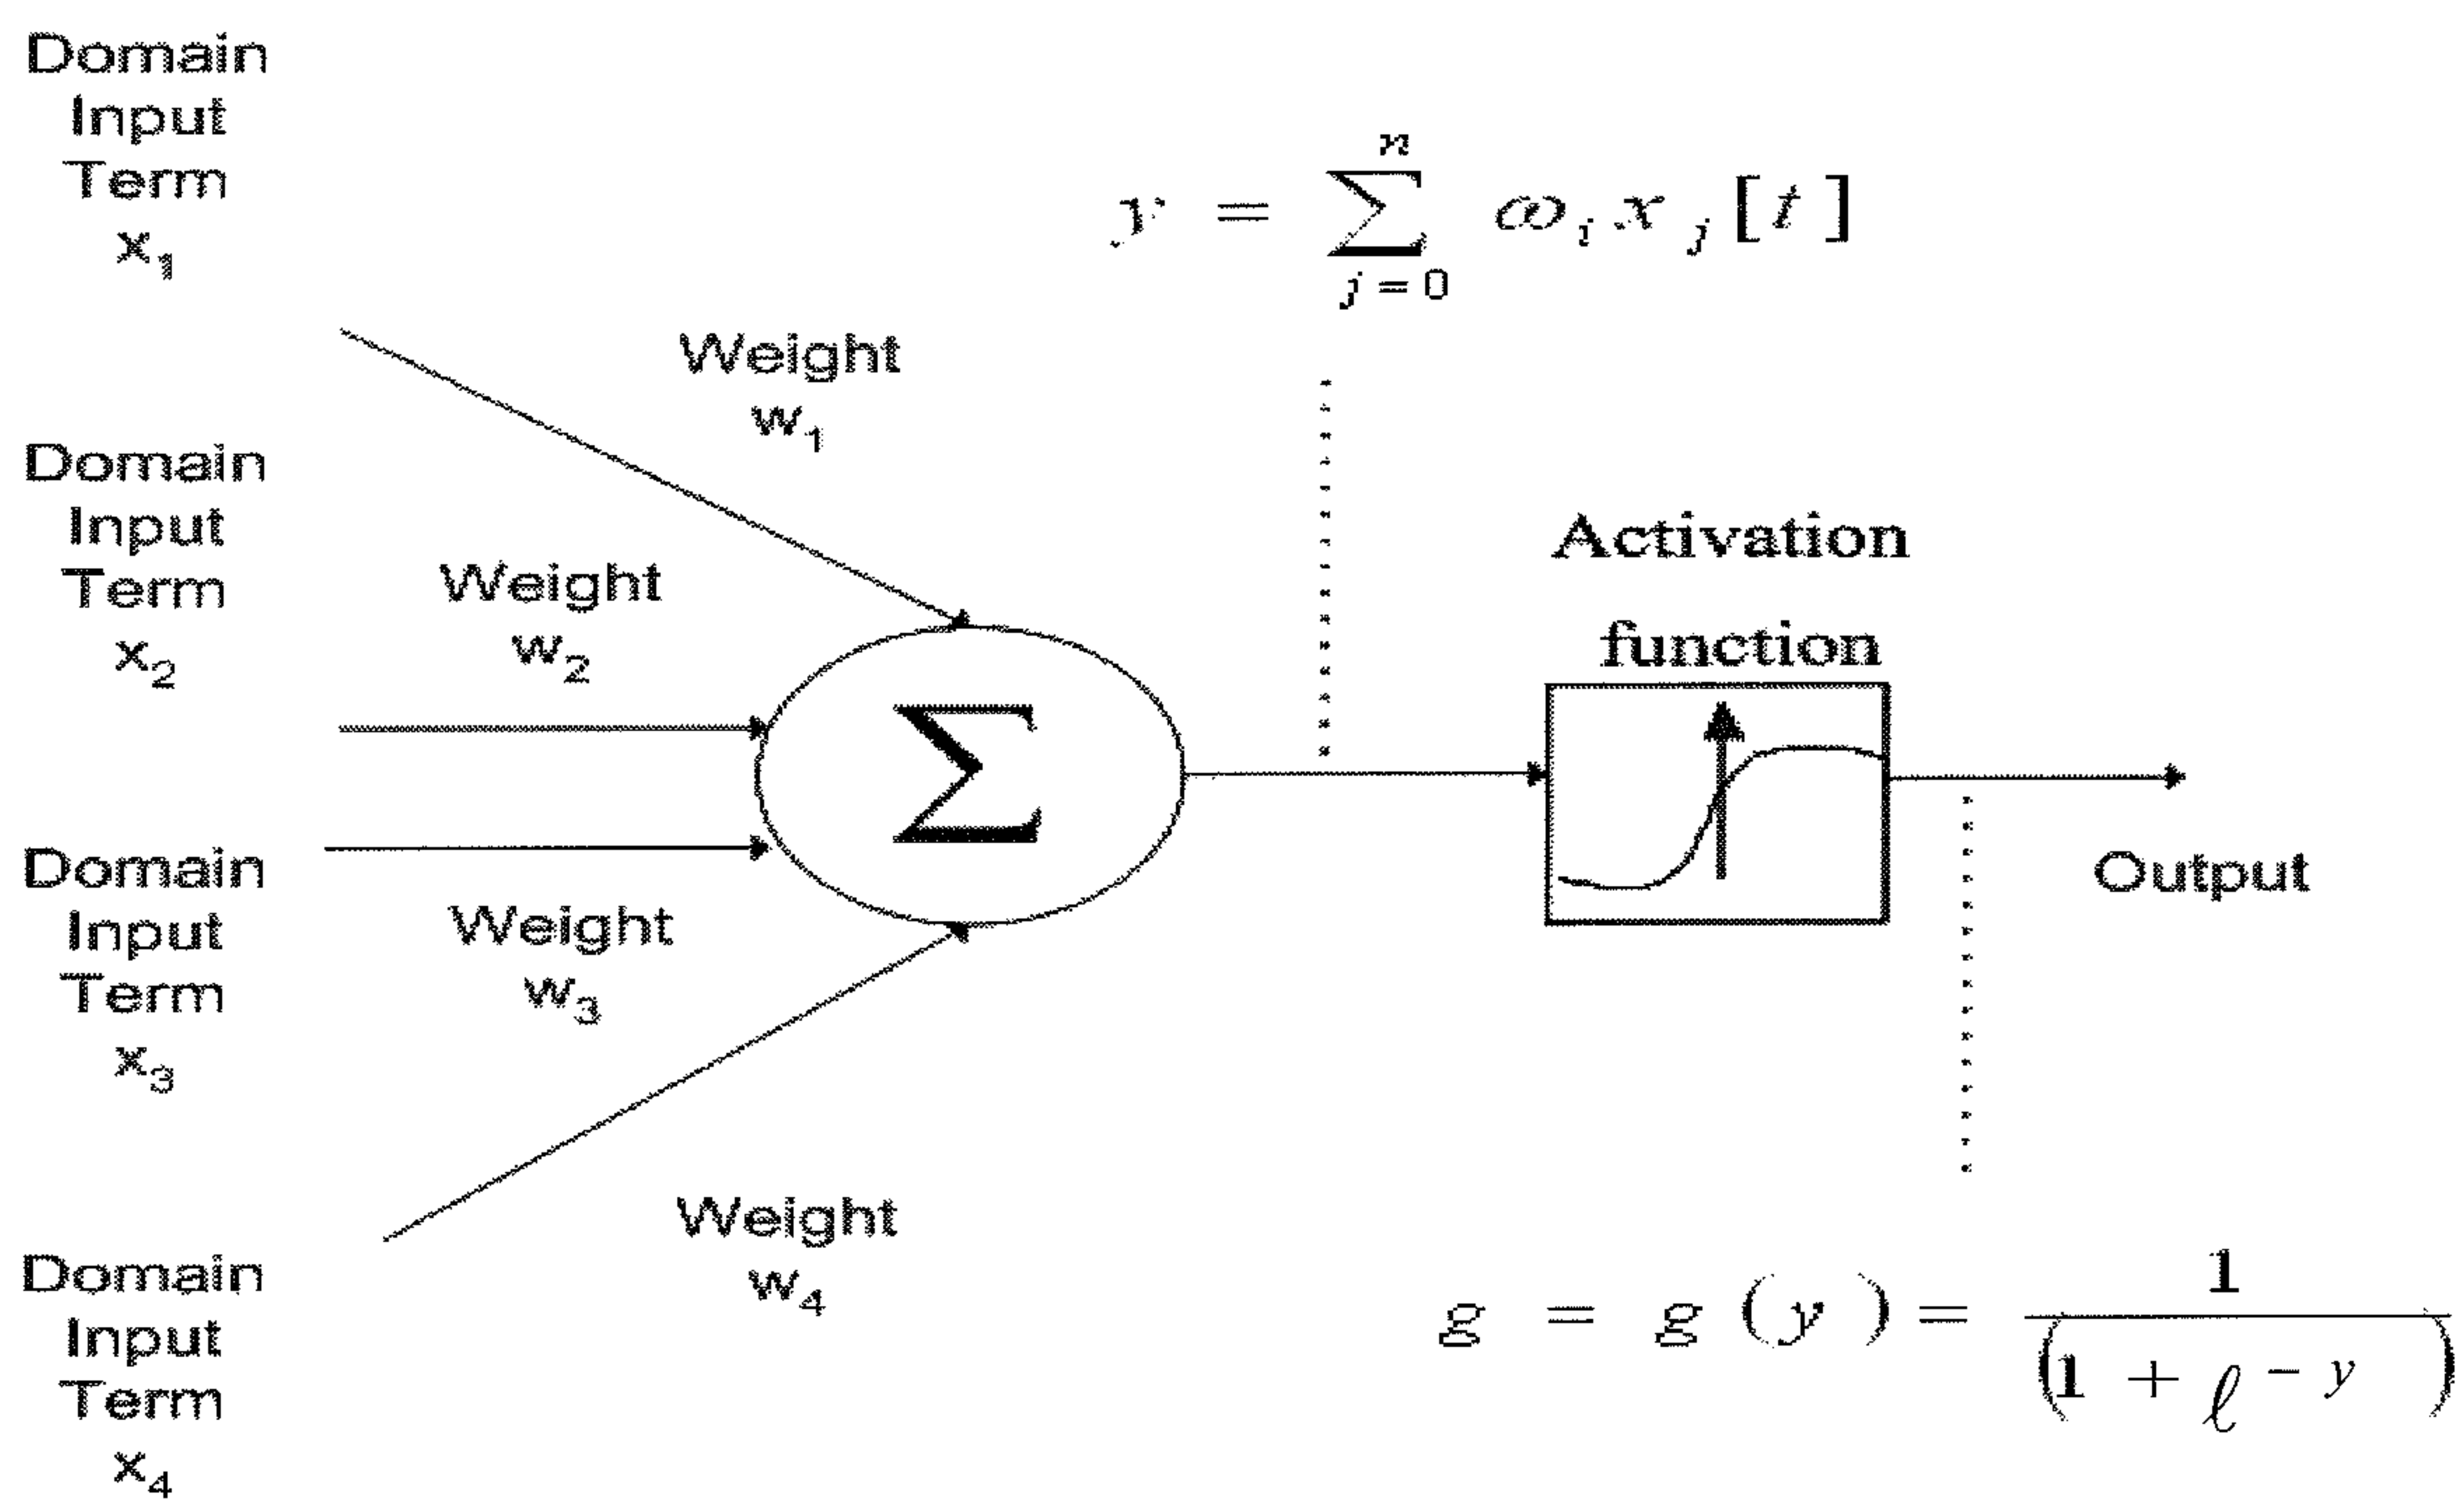 Domain
Input
Term
x₁
Domain
Input
Term
x₂
Domain
Input
Term
x₃
Domain
Input
Term
x₄
Weight
w₁
Weight
w₂
Weight
w₃
Weight
w₄
Σ
y = ∑_{j=0}^{n} ω_i x_j [t]
Activation
function
Output
g = g (y) = 1 / (1 + ℓ^{-y})